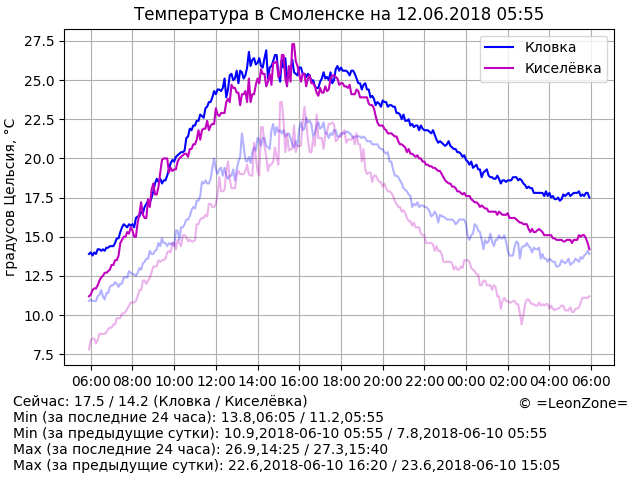 Температура в Смоленске на 12.06.2018 05:55
27.5
25.0
22.5
20.0
17.5
15.0
12.5
10.0
7.5
градусов Цельсия, °C
Кловка
Киселёвка
06:00 08:00 10:00 12:00 14:00 16:00 18:00 20:00 22:00 00:00 02:00 04:00 06:00
Сейчас: 17.5 / 14.2 (Кловка / Киселёвка)
© =LeonZone=
Min (за последние 24 часа): 13.8,06:05 / 11.2,05:55
Min (за предыдущие сутки): 10.9,2018-06-10 05:55 / 7.8,2018-06-10 05:55
Max (за последние 24 часа): 26.9,14:25 / 27.3,15:40
Max (за предыдущие сутки): 22.6,2018-06-10 16:20 / 23.6,2018-06-10 15:05